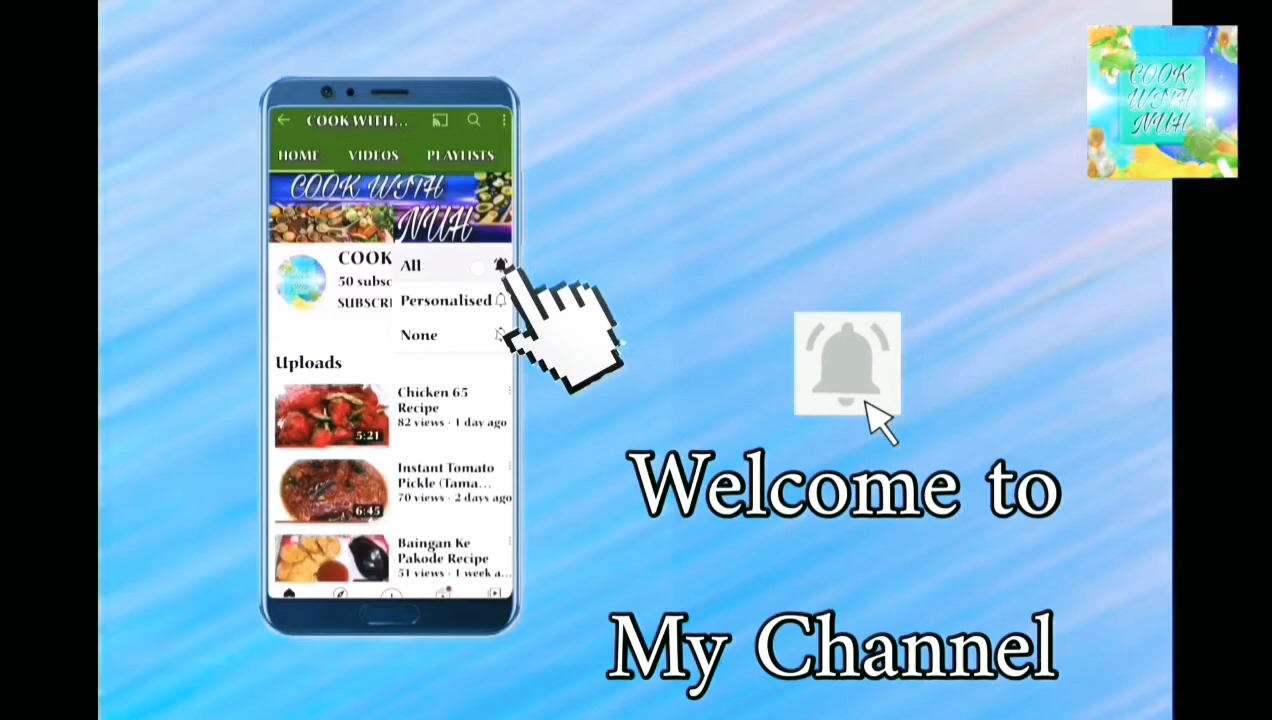 COOK WITH...
HOME VIDEOS PLAYLISTS
COOK WITH
NUH
COOK
50 subsc
SUBSCRI
All
Personalised
None
Uploads
Chicken 65
Recipe
82 views · 1 day ago
5:21
Instant Tomato
Pickle (Tama...
70 views · 2 days ago
6:45
Baingan Ke
Pakode Recipe
51 views · 1 week a...
COOK
WITH
NUH
Welcome to
My Channel